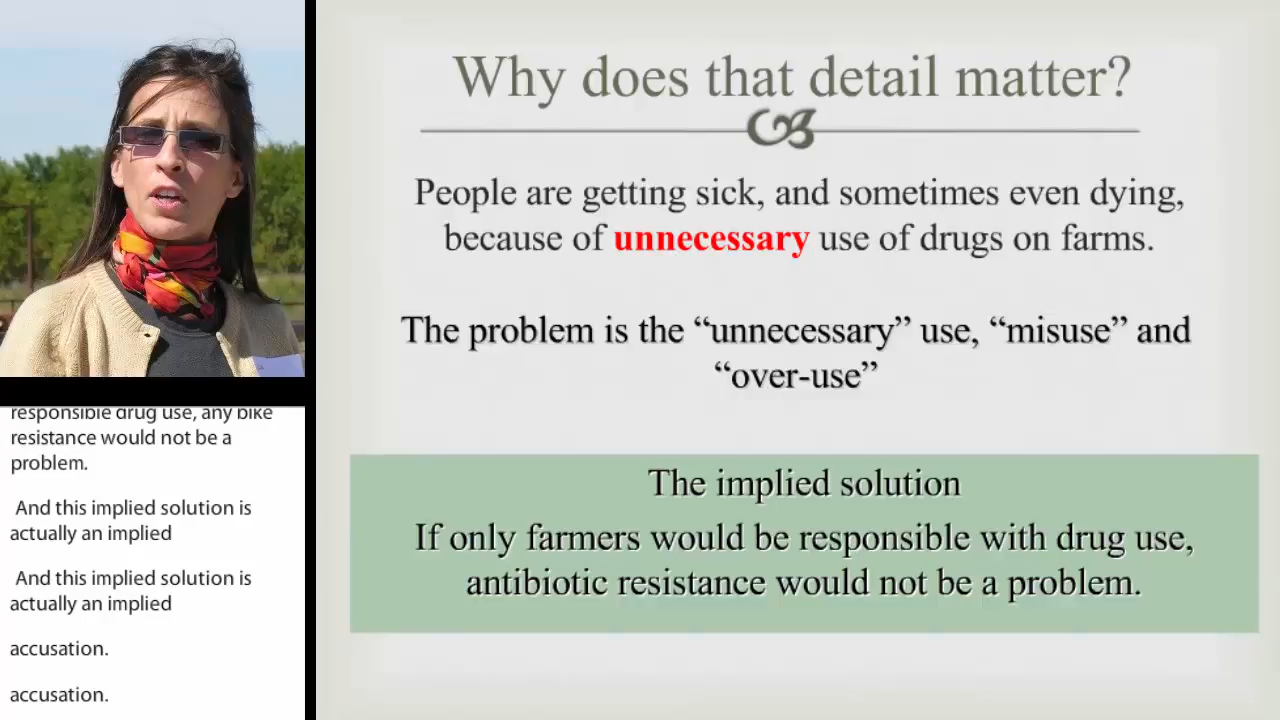 Why does that detail matter?
People are getting sick, and sometimes even dying,
because of unnecessary use of drugs on farms.
The problem is the “unnecessary” use, “misuse” and
“over-use”
The implied solution
If only farmers would be responsible with drug use,
antibiotic resistance would not be a problem.
responsible drug use, any bike
resistance would not be a
problem.
And this implied solution is
actually an implied
And this implied solution is
actually an implied
accusation.
accusation.